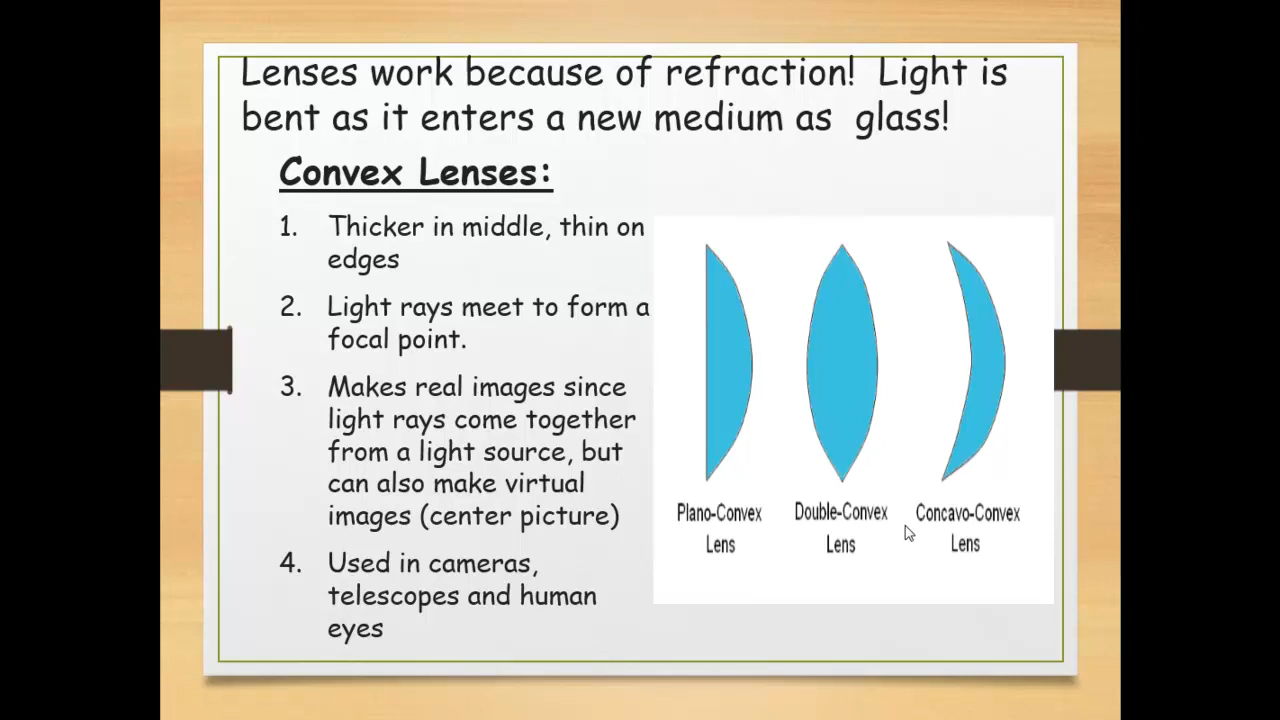 Lenses work because of refraction!  Light is
bent as it enters a new medium as  glass!
Convex Lenses:
1. Thicker in middle, thin on
edges
2. Light rays meet to form a
focal point.
3. Makes real images since
light rays come together
from a light source, but
can also make virtual
images (center picture)
4. Used in cameras,
telescopes and human
eyes
Plano-Convex
Lens
Double-Convex
Lens
Concavo-Convex
Lens